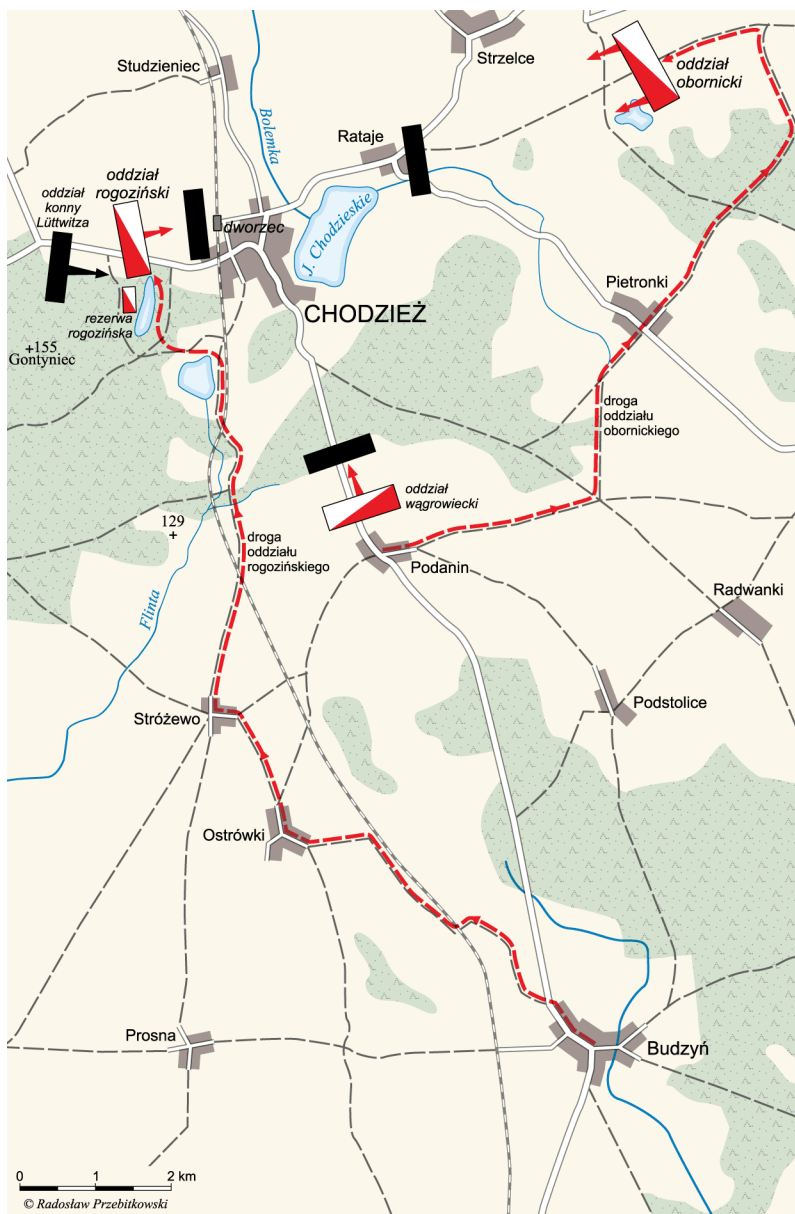 Strzelce
oddział
obornicki
Studzieniec
Bolemka
Rataje
oddział
rogoziński
oddział
konny
Lüttwitza
dworzec
J. Chodzieskie
Pietronki
CHODZIEŻ
rezerwa
rogozińska
+155
Gontyniec
droga
oddziału
obornickiego
oddział
wągrowiecki
129
+
droga
oddziału
rogozińskiego
Podanin
Radwanki
Flinta
Podstolice
Stróżewo
Ostrówki
Prosna
Budzyń
0 1 2 km
© Radosław Przebitkowski